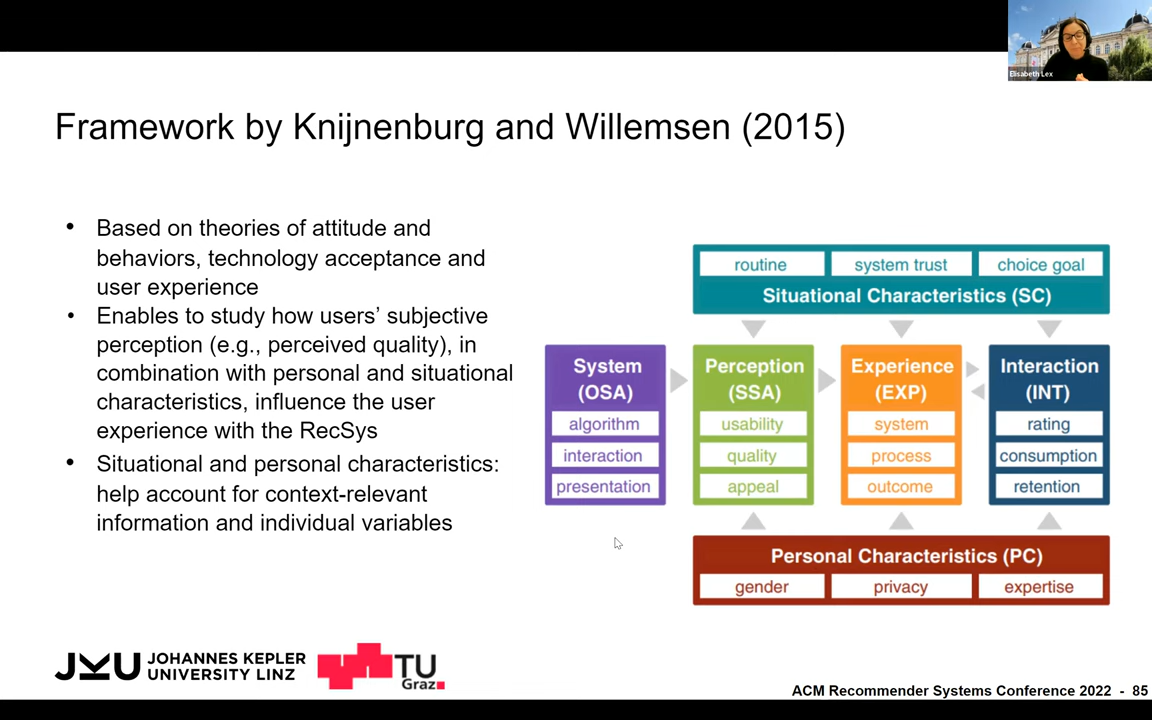 Elisabeth Lex
Framework by Knijnenburg and Willemsen (2015)
• Based on theories of attitude and
behaviors, technology acceptance and
user experience
• Enables to study how users’ subjective
perception (e.g., perceived quality), in
combination with personal and situational
characteristics, influence the user
experience with the RecSys
• Situational and personal characteristics:
help account for context-relevant
information and individual variables
routine system trust choice goal
Situational Characteristics (SC)
System
(OSA)
algorithm
interaction
presentation
Perception
(SSA)
usability
quality
appeal
Experience
(EXP)
system
process
outcome
Interaction
(INT)
rating
consumption
retention
Personal Characteristics (PC)
gender privacy expertise
JKU JOHANNES KEPLER
UNIVERSITY LINZ
TU
Graz
ACM Recommender Systems Conference 2022 - 85